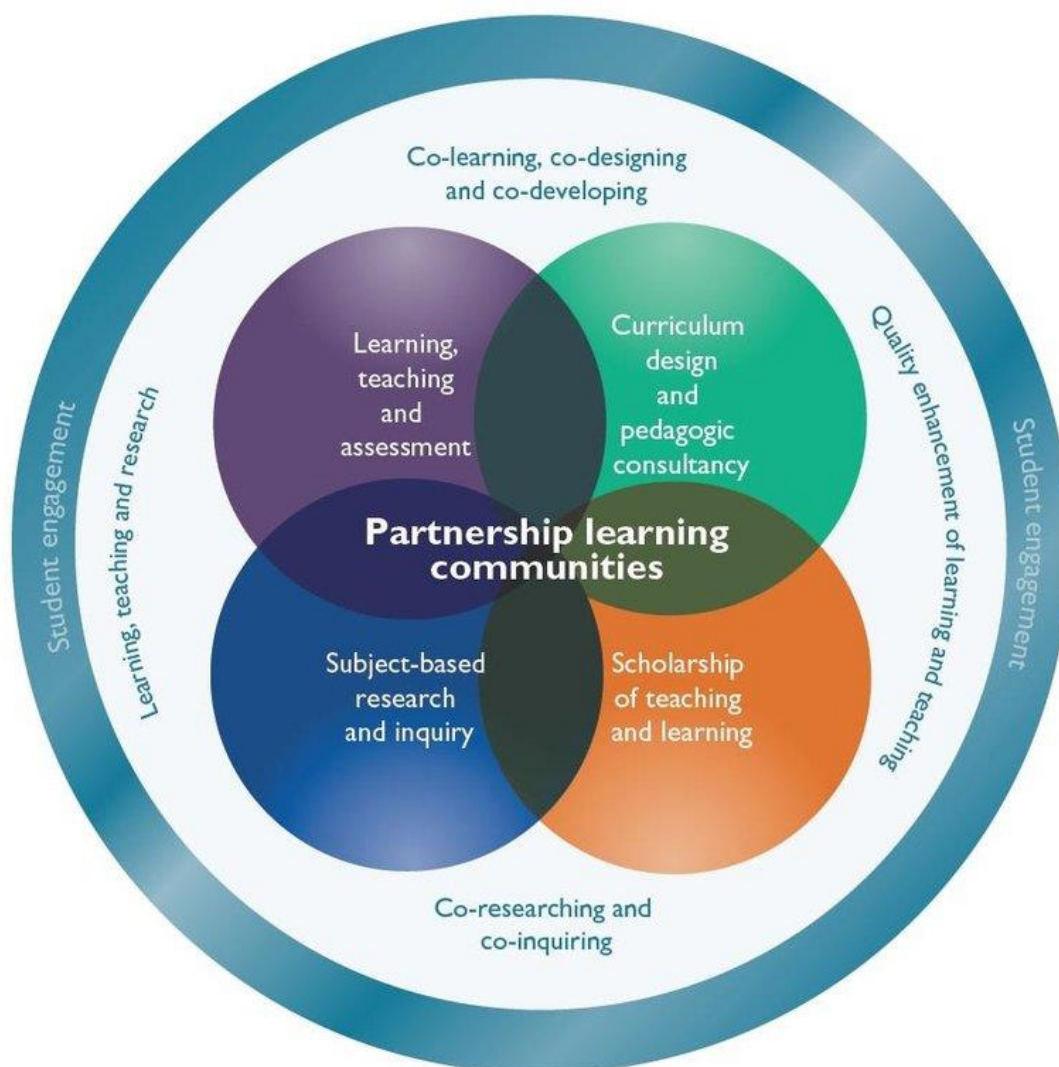 Co-learning, co-designing
and co-developing
Learning,
teaching
and
assessment
Curriculum
design
and
pedagogic
consultancy
Student engagement
Learning, teaching and research
Quality enhancement of learning and teaching
Student engagement
Partnership learning
communities
Subject-based
research
and inquiry
Scholarship
of teaching
and learning
Co-researching and
co-inquiring